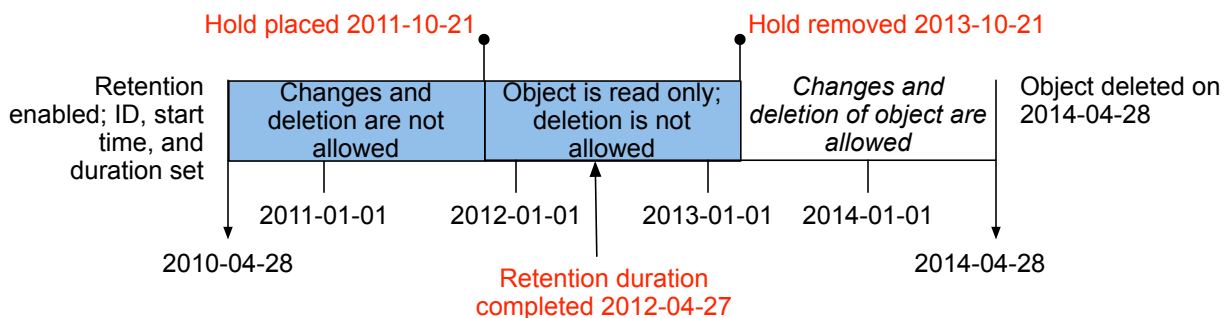 Hold placed 2011-10-21
Hold removed 2013-10-21
Retention
enabled; ID, start
time, and
duration set
Changes and
deletion are not
allowed
Object is read only;
deletion is not
allowed
Changes and
deletion of object are
allowed
Object deleted on
2014-04-28
2011-01-01
2012-01-01
2013-01-01
2014-01-01
2010-04-28
2014-04-28
Retention duration
completed 2012-04-27